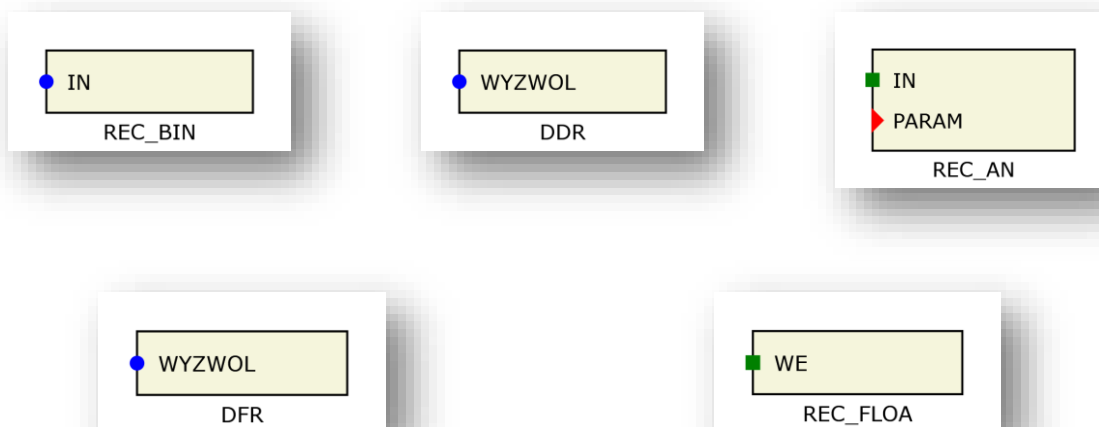 IN
REC_BIN
WYZWOL
DDR
IN
PARAM
REC_AN
WYZWOL
DFR
WE
REC_FLOA